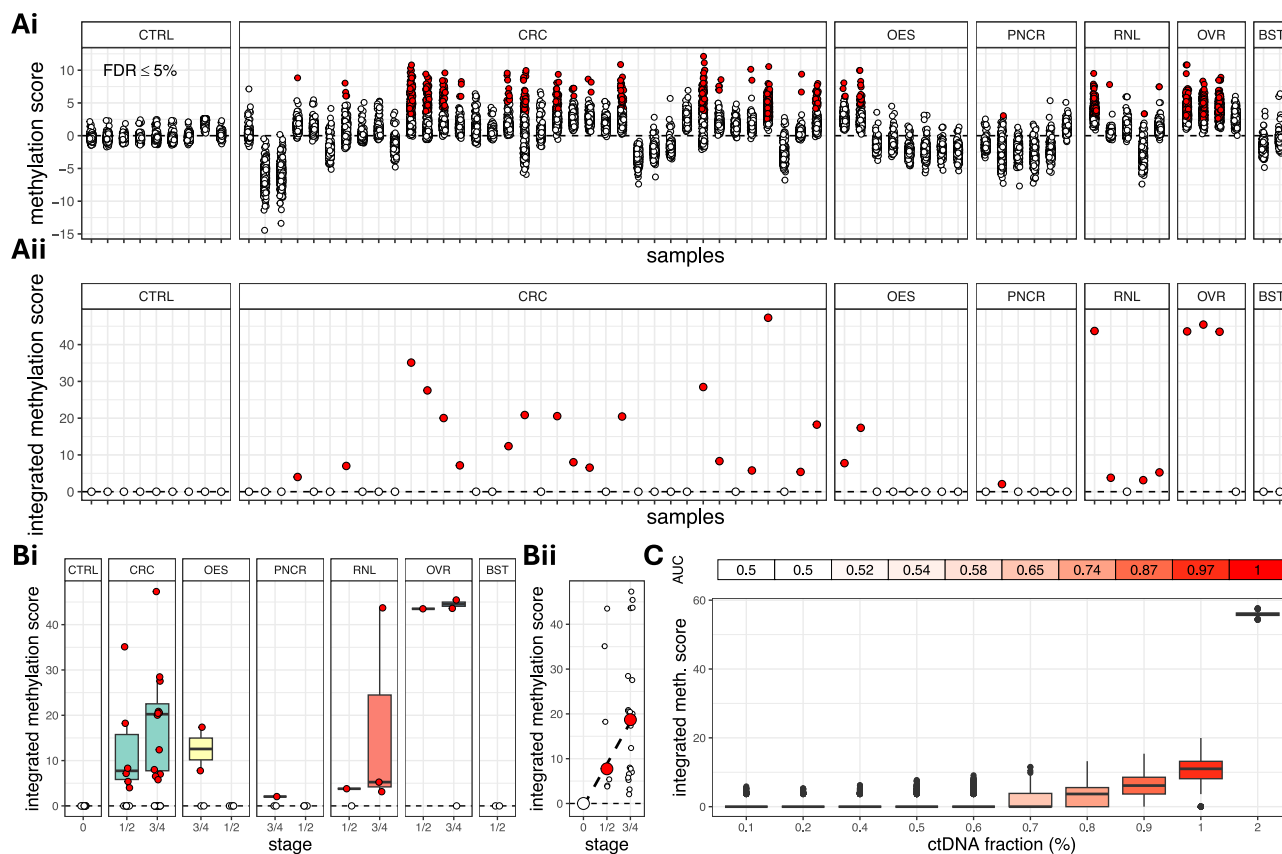 Ai
CTRL CRC OES PNCR RNL OVR BST
FDR ≤ 5%
methylation score
10
5
0
−5
−10
−15
samples
Aii
CTRL CRC OES PNCR RNL OVR BST
integrated methylation score
40
30
20
10
0
samples
Bi
CTRL CRC OES PNCR RNL OVR BST
integrated methylation score
40
30
20
10
0
0 1/2 3/4 3/4 1/2 3/4 1/2 1/2 3/4 1/2 3/4 1/2
stage
Bii
integrated methylation score
40
30
20
10
0
0 1/2 3/4
stage
C
AUC
0.5 0.5 0.52 0.54 0.58 0.65 0.74 0.87 0.97 1
integrated meth. score
60
40
20
0
0.1 0.2 0.4 0.5 0.6 0.7 0.8 0.9 1 2
ctDNA fraction (%)